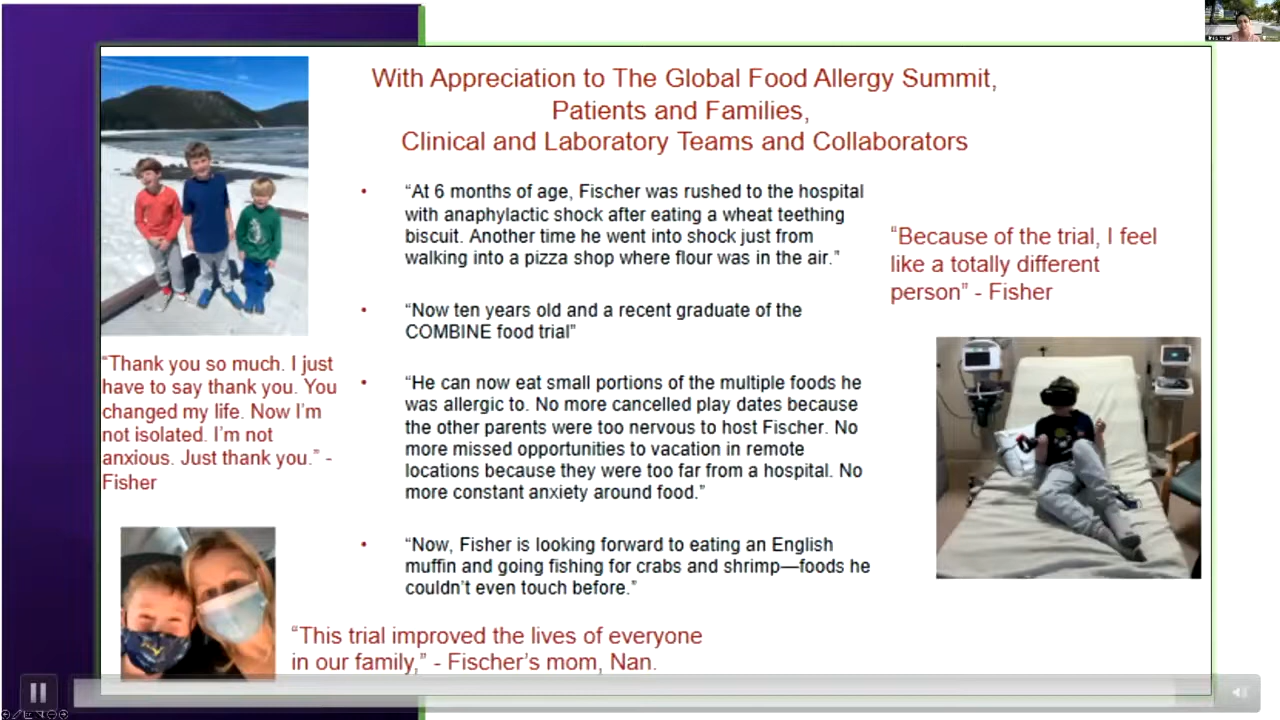 With Appreciation to The Global Food Allergy Summit,
Patients and Families,
Clinical and Laboratory Teams and Collaborators
• “At 6 months of age, Fischer was rushed to the hospital
with anaphylactic shock after eating a wheat teething
biscuit. Another time he went into shock just from
walking into a pizza shop where flour was in the air.”
• “Now ten years old and a recent graduate of the
COMBINE food trial”
• “He can now eat small portions of the multiple foods he
was allergic to. No more cancelled play dates because
the other parents were too nervous to host Fischer. No
more missed opportunities to vacation in remote
locations because they were too far from a hospital. No
more constant anxiety around food.”
• “Now, Fisher is looking forward to eating an English
muffin and going fishing for crabs and shrimp—foods he
couldn’t even touch before.”
“Because of the trial, I feel
like a totally different
person” - Fisher
“Thank you so much. I just
have to say thank you. You
changed my life. Now I’m
not isolated. I’m not
anxious. Just thank you.” -
Fisher
“This trial improved the lives of everyone
in our family,” - Fischer’s mom, Nan.